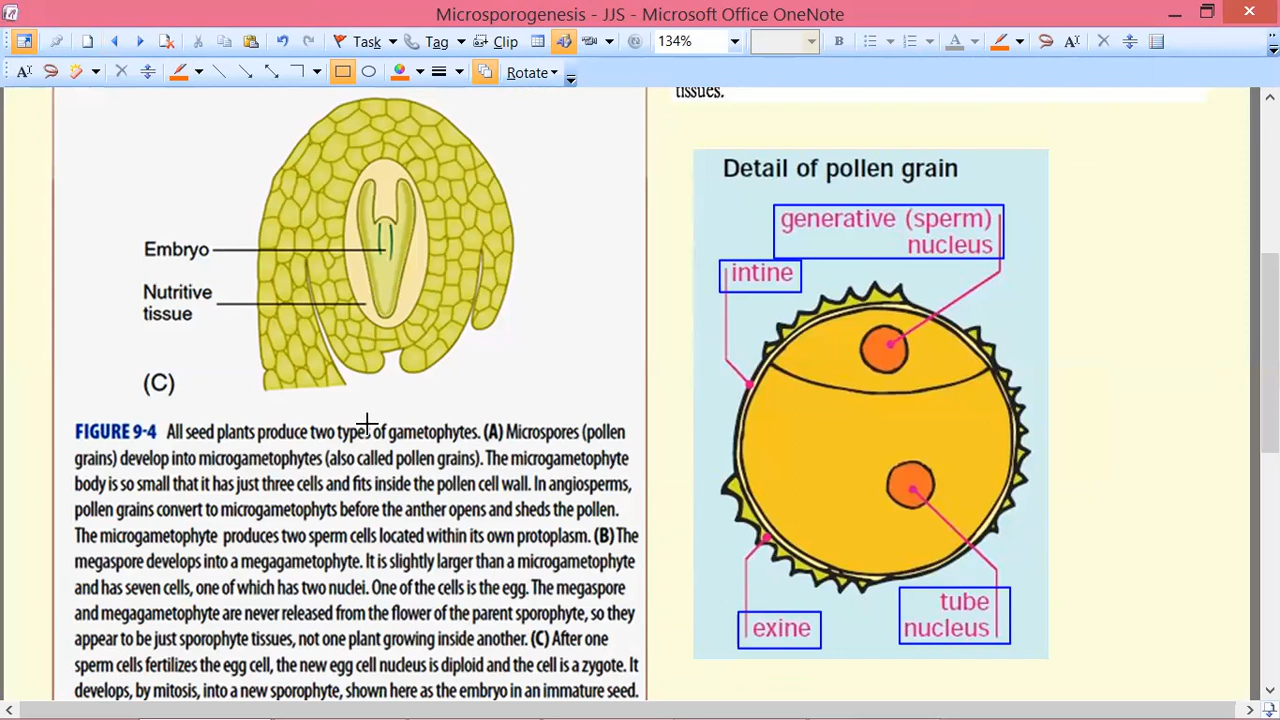 Microsporogenesis - JJS - Microsoft Office OneNote
Task
Tag
Clip
134%
B
A
Rotate
Embryo
Nutritive
tissue
(C)
FIGURE 9-4 All seed plants produce two types of gametophytes. (A) Microspores (pollen
grains) develop into microgametophytes (also called pollen grains). The microgametophyte
body is so small that it has just three cells and fits inside the pollen cell wall. In angiosperms,
pollen grains convert to microgametophyts before the anther opens and sheds the pollen.
The microgametophyte produces two sperm cells located within its own protoplasm. (B) The
megaspore develops into a megagametophyte. It is slightly larger than a microgametophyte
and has seven cells, one of which has two nuclei. One of the cells is the egg. The megaspore
and megagametophyte are never released from the flower of the parent sporophyte, so they
appear to be just sporophyte tissues, not one plant growing inside another. (C) After one
sperm cells fertilizes the egg cell, the new egg cell nucleus is diploid and the cell is a zygote. It
develops, by mitosis, into a new sporophyte, shown here as the embryo in an immature seed.
tissues.
Detail of pollen grain
generative (sperm)
nucleus
intine
exine
tube
nucleus